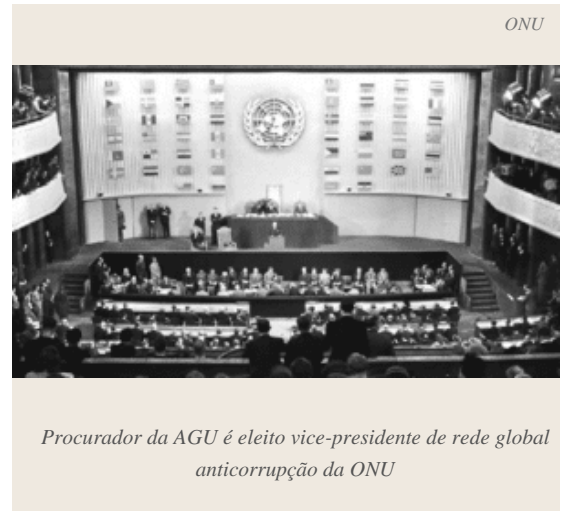 ONU
Procurador da AGU é eleito vice-presidente de rede global
anticorrupção da ONU